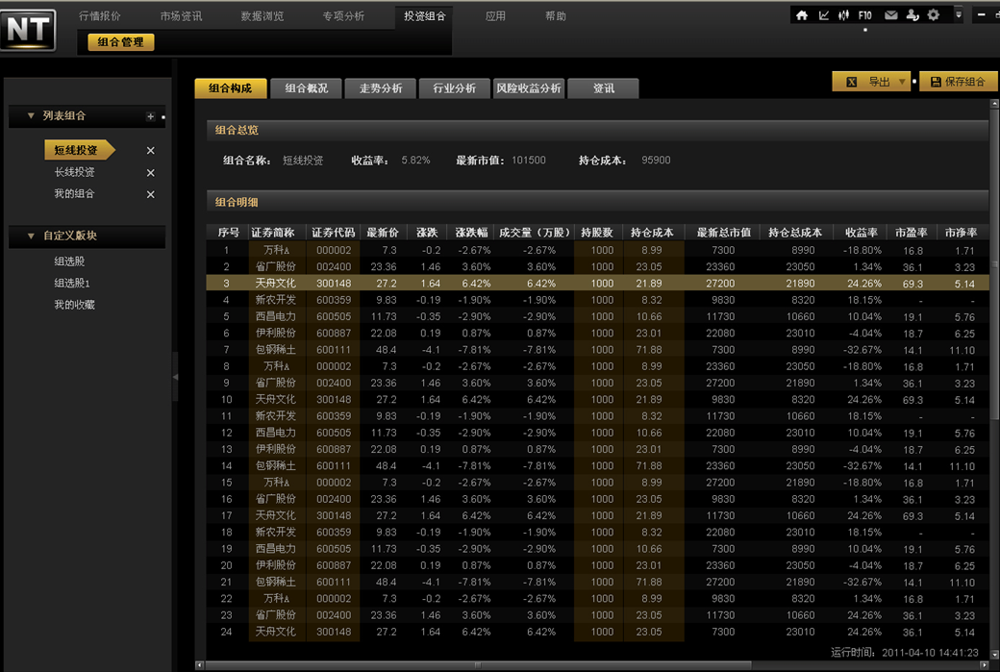 NT
行情报价 市场资讯 数据浏览 专项分析 投资组合 应用 帮助
F10
组合管理
组合构成 组合概况 走势分析 行业分析 风险收益分析 资讯
X 导出 保存组合
列表组合 +
短线投资 ×
长线投资 ×
我的组合 ×
自定义版块
组选股
组选股1
我的收藏
组合总览
组合名称: 短线投资 收益率: 5.82% 最新市值: 101500 持仓成本: 95900
组合明细
序号 证券简称 证券代码 最新价 涨跌 涨跌幅 成交量(万股) 持股数 持仓成本 最新总市值 持仓总成本 收益率 市盈率 市净率
1 万科A 000002 7.3 -0.2 -2.67% -2.67% 1000 8.99 7300 8990 -18.80% 16.8 1.71
2 省广股份 002400 23.36 1.46 3.60% 3.60% 1000 23.05 23360 23050 1.34% 36.1 3.23
3 天舟文化 300148 27.2 1.64 6.42% 6.42% 1000 21.89 27200 21890 24.26% 69.3 5.14
4 新农开发 600359 9.83 -0.19 -1.90% -1.90% 1000 8.32 9830 8320 18.15% - -
5 西昌电力 600505 11.73 -0.35 -2.90% -2.90% 1000 10.66 11730 10660 10.04% 19.1 5.76
6 伊利股份 600887 22.08 0.19 0.87% 0.87% 1000 23.01 22080 23010 -4.04% 18.7 6.25
7 包钢稀土 600111 48.4 -4.1 -7.81% -7.81% 1000 71.88 7300 8990 -32.67% 14.1 11.10
8 万科A 000002 7.3 -0.2 -2.67% -2.67% 1000 8.99 23360 23050 -18.80% 16.8 1.71
9 省广股份 002400 23.36 1.46 3.60% 3.60% 1000 23.05 27200 21890 1.34% 36.1 3.23
10 天舟文化 300148 27.2 1.64 6.42% 6.42% 1000 21.89 9830 8320 24.26% 69.3 5.14
11 新农开发 600359 9.83 -0.19 -1.90% -1.90% 1000 8.32 11730 10660 18.15% - -
12 西昌电力 600505 11.73 -0.35 -2.90% -2.90% 1000 10.66 22080 23010 10.04% 19.1 5.76
13 伊利股份 600887 22.08 0.19 0.87% 0.87% 1000 23.01 7300 8990 -4.04% 18.7 6.25
14 包钢稀土 600111 48.4 -4.1 -7.81% -7.81% 1000 71.88 23360 23050 -32.67% 14.1 11.10
15 万科A 000002 7.3 -0.2 -2.67% -2.67% 1000 8.99 27200 21890 -18.80% 16.8 1.71
16 省广股份 002400 23.36 1.46 3.60% 3.60% 1000 23.05 9830 8320 1.34% 36.1 3.23
17 天舟文化 300148 27.2 1.64 6.42% 6.42% 1000 21.89 11730 10660 24.26% 69.3 5.14
18 新农开发 600359 9.83 -0.19 -1.90% -1.90% 1000 8.32 22080 23010 18.15% - -
19 西昌电力 600505 11.73 -0.35 -2.90% -2.90% 1000 10.66 7300 8990 10.04% 19.1 5.76
20 伊利股份 600887 22.08 0.19 0.87% 0.87% 1000 23.01 23360 23050 -4.04% 18.7 6.25
21 包钢稀土 600111 48.4 -4.1 -7.81% -7.81% 1000 71.88 27200 21890 -32.67% 14.1 11.10
22 万科A 000002 7.3 -0.2 -2.67% -2.67% 1000 8.99 9830 8320 -18.80% 16.8 1.71
23 省广股份 002400 23.36 1.46 3.60% 3.60% 1000 23.05 11730 10660 24.26% 36.1 3.23
24 天舟文化 300148 27.2 1.64 6.42% 6.42% 1000 23.05 7300 23010 24.26% 36.1 5.14
运行时间: 2011-04-10 14:41:23